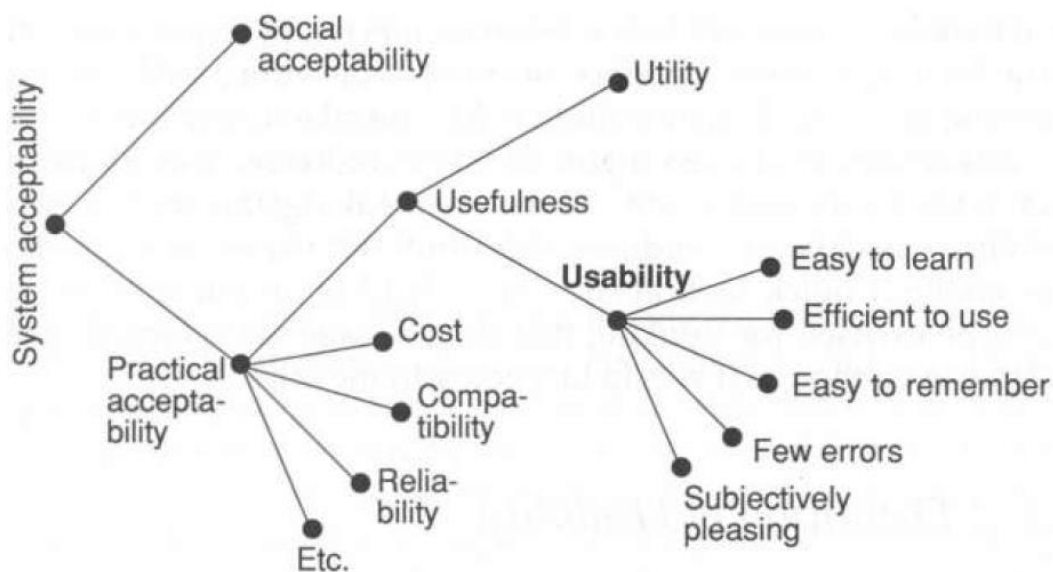 System acceptability
Social
acceptability
Utility
Usefulness
Usability
Easy to learn
Efficient to use
Easy to remember
Few errors
Subjectively
pleasing
Practical
accepta-
bility
Cost
Compa-
tibility
Relia-
bility
Etc.